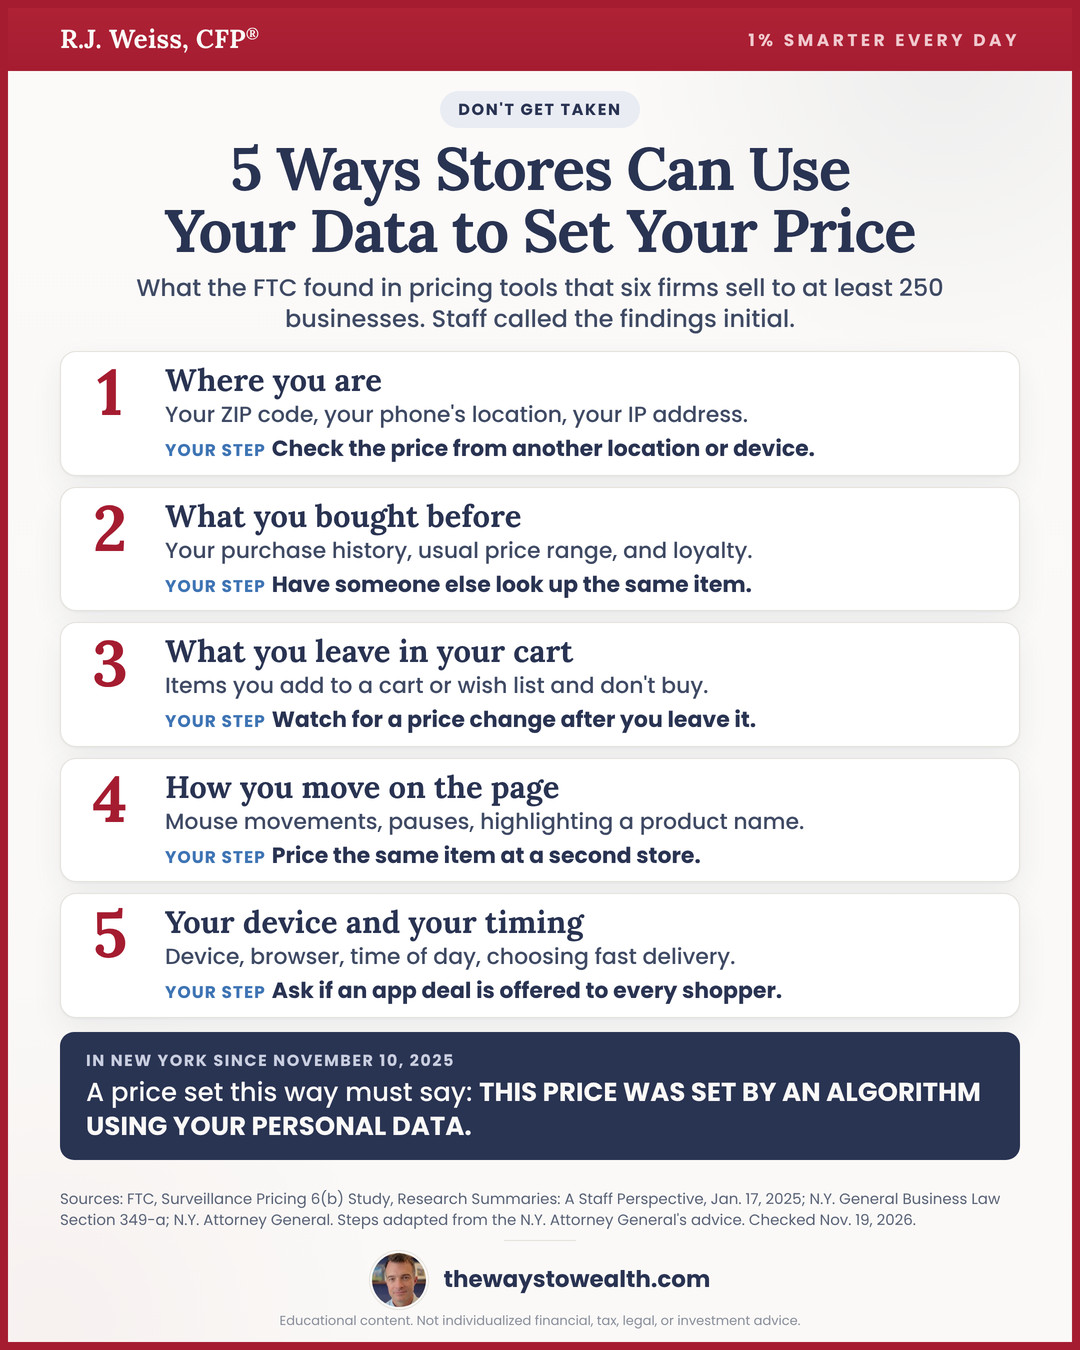 R.J. Weiss, CFP®
1% SMARTER EVERY DAY
DON'T GET TAKEN
5 Ways Stores Can Use
Your Data to Set Your Price
What the FTC found in pricing tools that six firms sell to at least 250
businesses. Staff called the findings initial.
1
Where you are
Your ZIP code, your phone's location, your IP address.
YOUR STEP Check the price from another location or device.
2
What you bought before
Your purchase history, usual price range, and loyalty.
YOUR STEP Have someone else look up the same item.
3
What you leave in your cart
Items you add to a cart or wish list and don't buy.
YOUR STEP Watch for a price change after you leave it.
4
How you move on the page
Mouse movements, pauses, highlighting a product name.
YOUR STEP Price the same item at a second store.
5
Your device and your timing
Device, browser, time of day, choosing fast delivery.
YOUR STEP Ask if an app deal is offered to every shopper.
IN NEW YORK SINCE NOVEMBER 10, 2025
A price set this way must say: THIS PRICE WAS SET BY AN ALGORITHM
USING YOUR PERSONAL DATA.
Sources: FTC, Surveillance Pricing 6(b) Study, Research Summaries: A Staff Perspective, Jan. 17, 2025; N.Y. General Business Law
Section 349-a; N.Y. Attorney General. Steps adapted from the N.Y. Attorney General's advice. Checked Nov. 19, 2026.
thewaystowealth.com
Educational content. Not individualized financial, tax, legal, or investment advice.